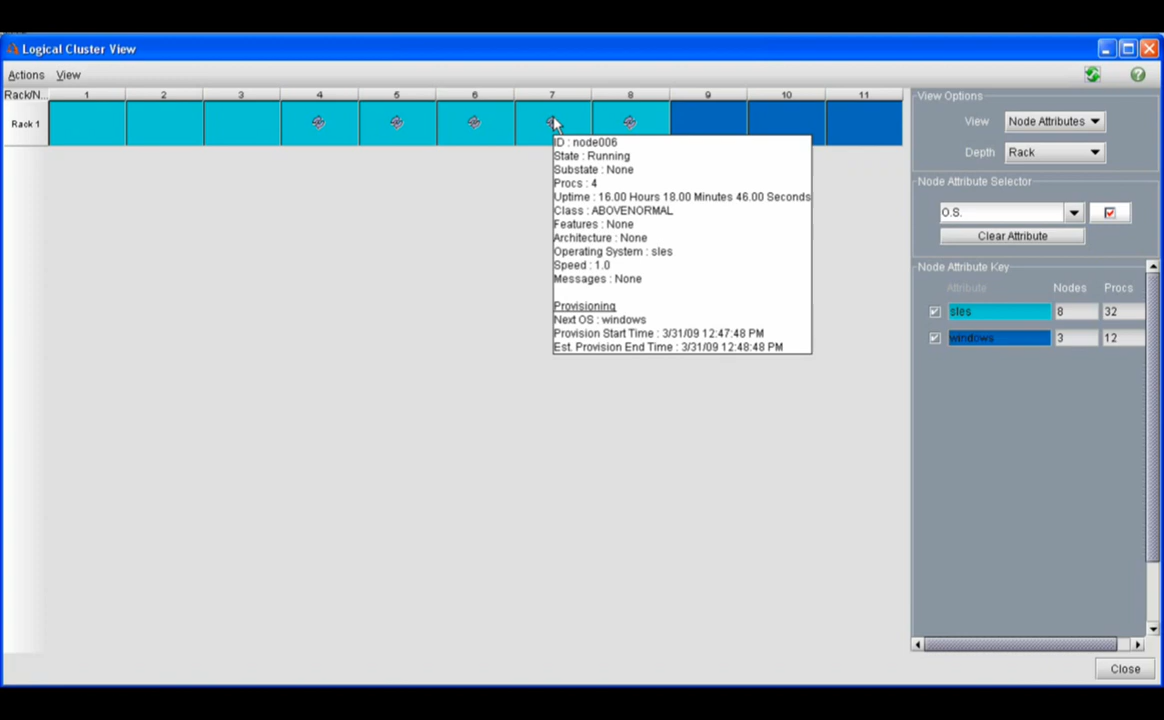 Logical Cluster View
Actions View
Rack/N... 1 2 3 4 5 6 7 8 9 10 11
Rack 1
ID : node006
State : Running
Substate : None
Procs : 4
Uptime : 16.00 Hours 18.00 Minutes 46.00 Seconds
Class : ABOVENORMAL
Features : None
Architecture : None
Operating System : sles
Speed : 1.0
Messages : None
Provisioning
Next OS : windows
Provision Start Time : 3/31/09 12:47:48 PM
Est. Provision End Time : 3/31/09 12:48:48 PM
View Options
View Node Attributes
Depth Rack
Node Attribute Selector
O.S.
Clear Attribute
Node Attribute Key
Attribute Nodes Procs
sles 8 32
windows 3 12
Close